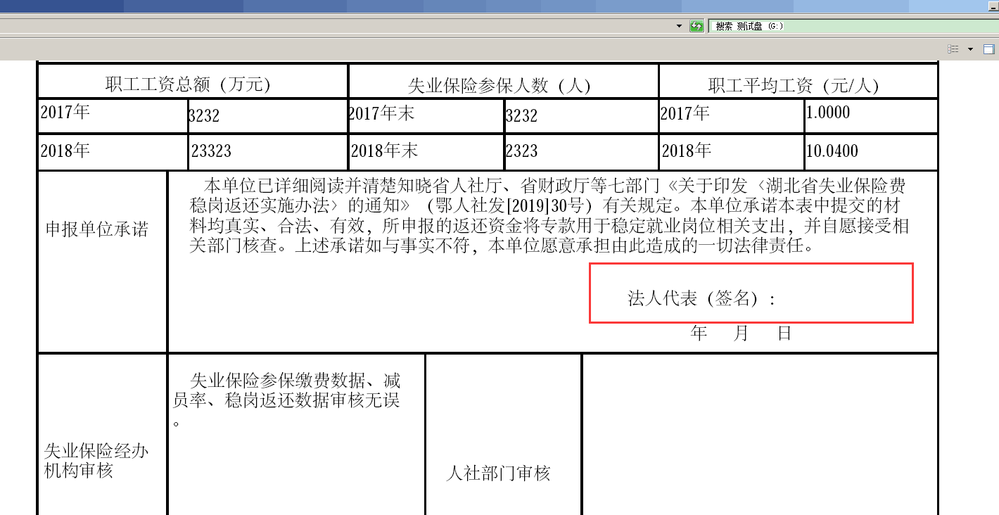 搜索 测试盘 (G:)
职工工资总额（万元） 失业保险参保人数（人） 职工平均工资（元/人）
2017年 3232 2017年末 3232 2017年 1.0000
2018年 23323 2018年末 2323 2018年 10.0400
申报单位承诺
本单位已详细阅读并清楚知晓省人社厅、省财政厅等七部门《关于印发〈湖北省失业保险费
稳岗返还实施办法〉的通知》（鄂人社发[2019]30号）有关规定。本单位承诺本表中提交的材
料均真实、合法、有效，所申报的返还资金将专款用于稳定就业岗位相关支出，并自愿接受相
关部门核查。上述承诺如与事实不符，本单位愿意承担由此造成的一切法律责任。
法人代表（签名）：
年 月 日
失业保险经办
机构审核
失业保险参保缴费数据、减
员率、稳岗返还数据审核无误
。
人社部门审核